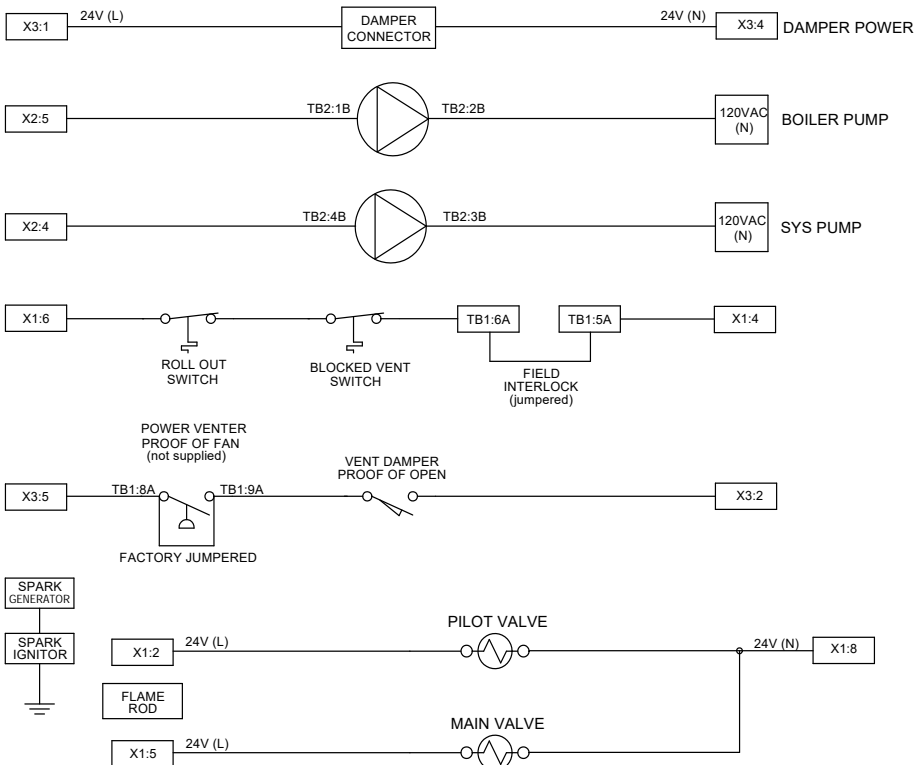 X3:1 24V (L) DAMPER CONNECTOR 24V (N) X3:4 DAMPER POWER
X2:5 TB2:1B TB2:2B 120VAC (N) BOILER PUMP
X2:4 TB2:4B TB2:3B 120VAC (N) SYS PUMP
X1:6 TB1:6A TB1:5A X1:4
ROLL OUT
SWITCH
BLOCKED VENT
SWITCH
FIELD
INTERLOCK
(jumpered)
POWER VENTER
PROOF OF FAN
(not supplied)
VENT DAMPER
PROOF OF OPEN
X3:5 TB1:8A TB1:9A X3:2
FACTORY JUMPERED
SPARK
GENERATOR
SPARK
IGNITOR
PILOT VALVE
X1:2 24V (L) 24V (N) X1:8
FLAME
ROD
MAIN VALVE
X1:5 24V (L)